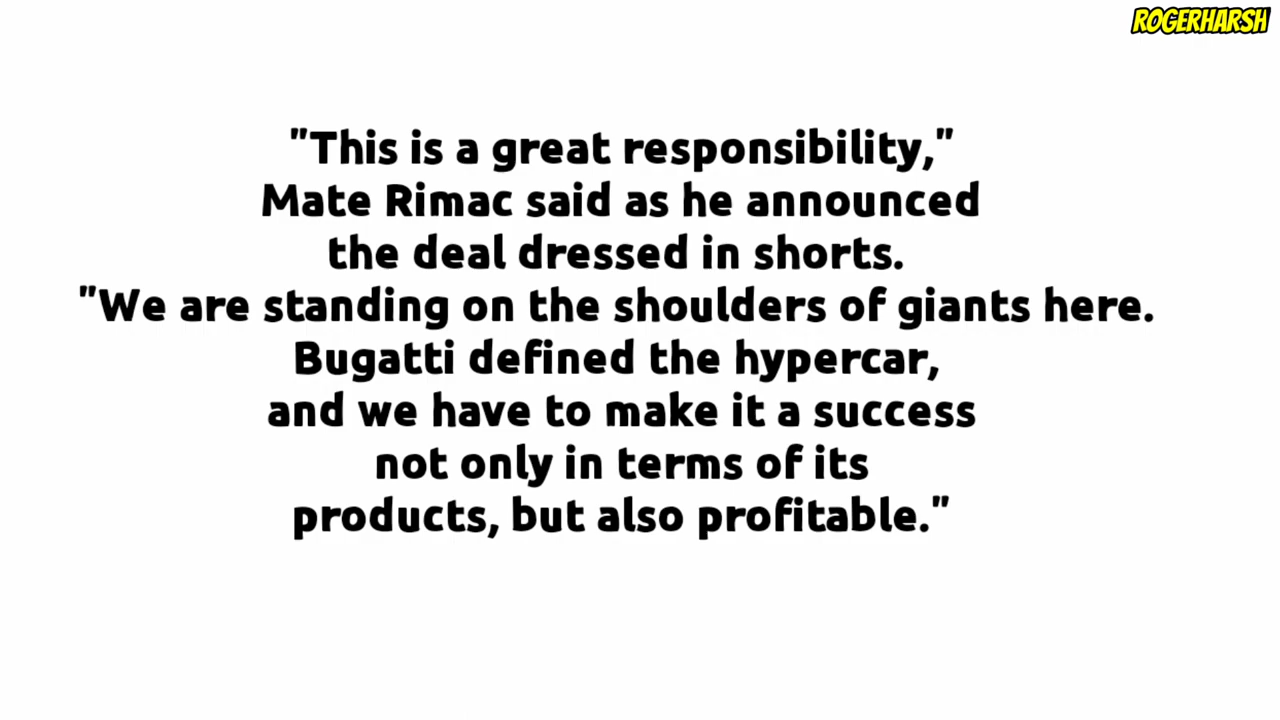 ROGERHARSH
"This is a great responsibility,"
Mate Rimac said as he announced
the deal dressed in shorts.
"We are standing on the shoulders of giants here.
Bugatti defined the hypercar,
and we have to make it a success
not only in terms of its
products, but also profitable."